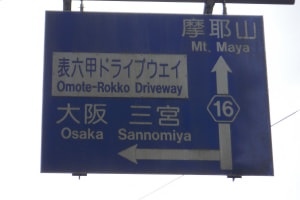 摩耶山
Mt. Maya
表六甲ドライブウェイ
Omote-Rokko Driveway
16
大阪 三宮
Osaka Sannomiya